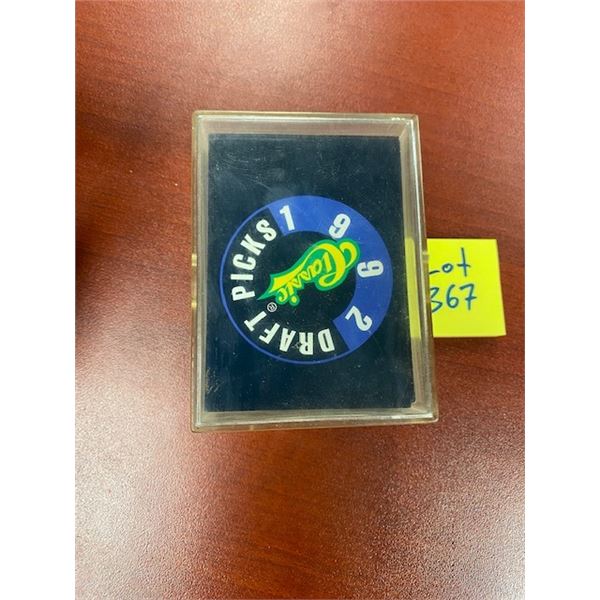 1992
Classic®
DRAFT PICKS
Lot
367